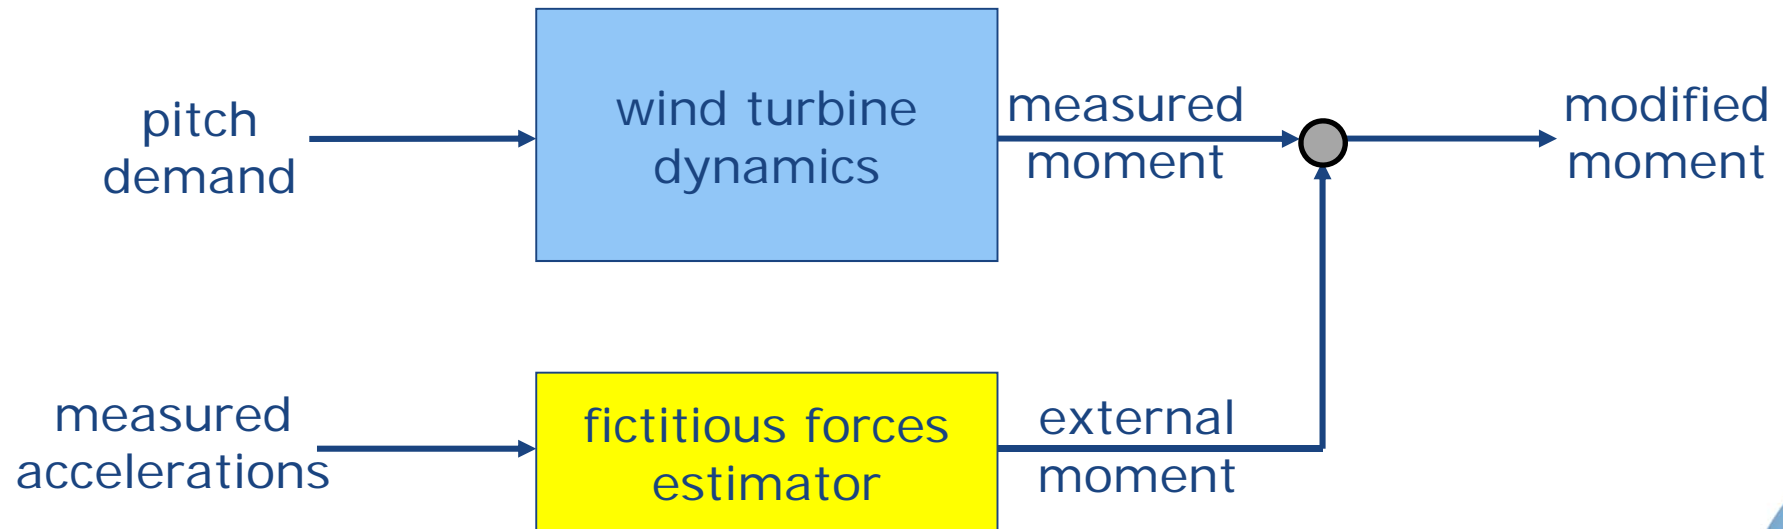 pitch
demand
wind turbine
dynamics
measured
moment
modified
moment
measured
accelerations
fictitious forces
estimator
external
moment